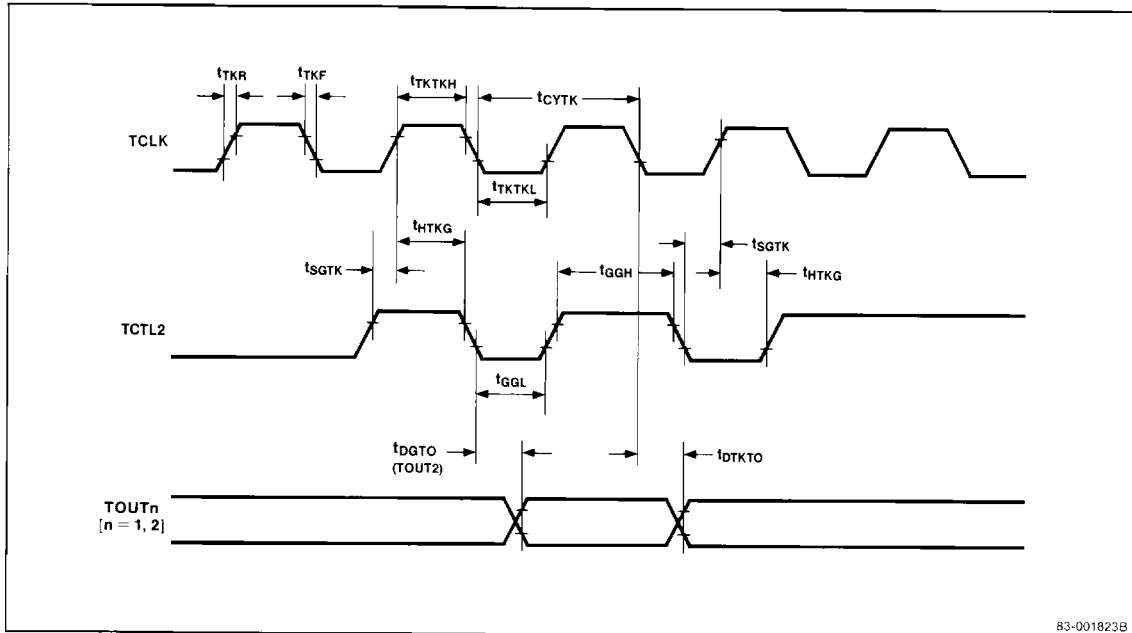 tTKR
tTKF
tTKTKH
tCYTK
TCLK
tTKTKL
tHTKG
tSGTK
tSGTK
tGGH
tHTKG
TCTL2
tGGL
tDGTO
(TOUT2)
tDTKTO
TOUTn
[n = 1, 2]
83-001823B